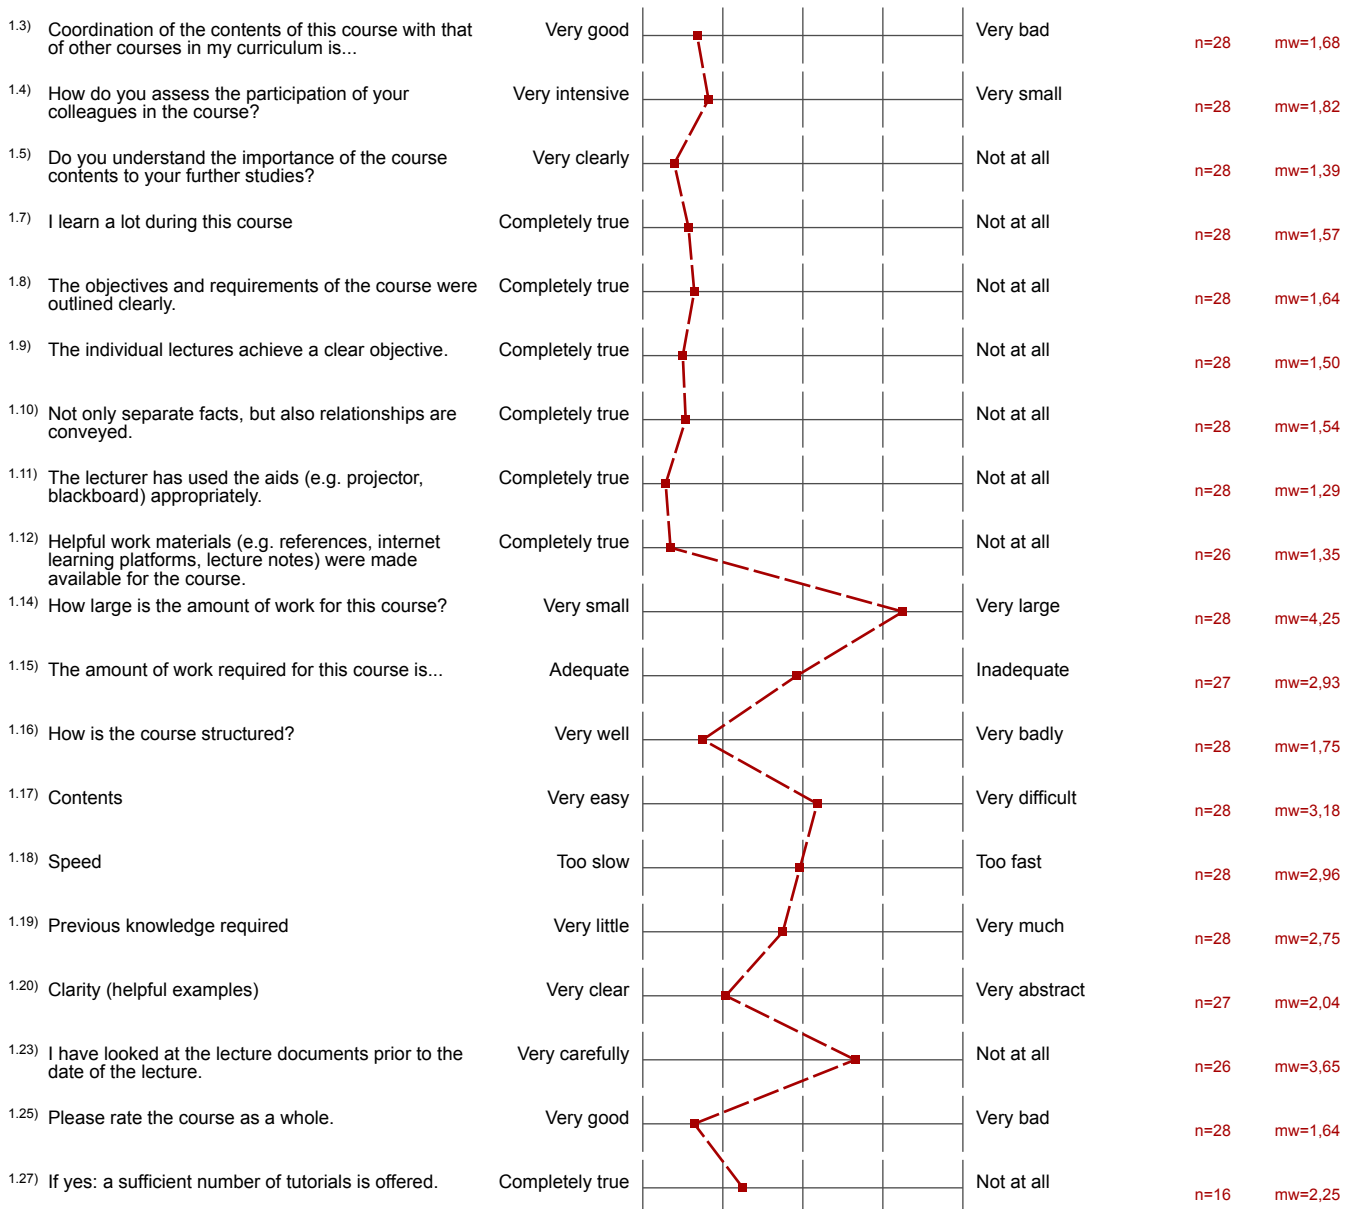 1.3) Coordination of the contents of this course with that of other courses in my curriculum is... Very good Very bad n=28 mw=1,68
1.4) How do you assess the participation of your colleagues in the course? Very intensive Very small n=28 mw=1,82
1.5) Do you understand the importance of the course contents to your further studies? Very clearly Not at all n=28 mw=1,39
1.7) I learn a lot during this course Completely true Not at all n=28 mw=1,57
1.8) The objectives and requirements of the course were outlined clearly. Completely true Not at all n=28 mw=1,64
1.9) The individual lectures achieve a clear objective. Completely true Not at all n=28 mw=1,50
1.10) Not only separate facts, but also relationships are conveyed. Completely true Not at all n=28 mw=1,54
1.11) The lecturer has used the aids (e.g. projector, blackboard) appropriately. Completely true Not at all n=28 mw=1,29
1.12) Helpful work materials (e.g. references, internet learning platforms, lecture notes) were made available for the course. Completely true Not at all n=26 mw=1,35
1.14) How large is the amount of work for this course? Very small Very large n=28 mw=4,25
1.15) The amount of work required for this course is... Adequate Inadequate n=27 mw=2,93
1.16) How is the course structured? Very well Very badly n=28 mw=1,75
1.17) Contents Very easy Very difficult n=28 mw=3,18
1.18) Speed Too slow Too fast n=28 mw=2,96
1.19) Previous knowledge required Very little Very much n=28 mw=2,75
1.20) Clarity (helpful examples) Very clear Very abstract n=27 mw=2,04
1.23) I have looked at the lecture documents prior to the date of the lecture. Very carefully Not at all n=26 mw=3,65
1.25) Please rate the course as a whole. Very good Very bad n=28 mw=1,64
1.27) If yes: a sufficient number of tutorials is offered. Completely true Not at all n=16 mw=2,25